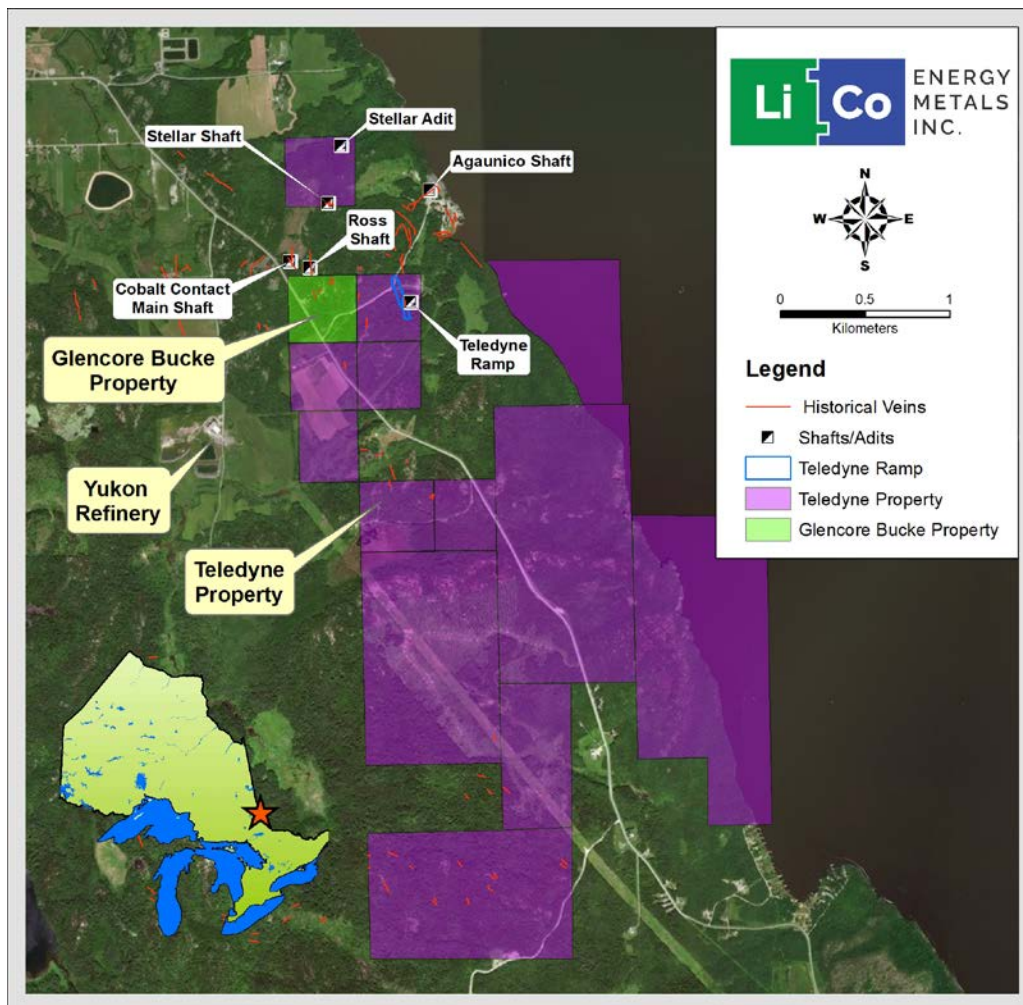 Li Co
ENERGY
METALS
INC.
N
W E
S
0 0.5 1
Kilometers
Legend
Historical Veins
Shafts/Adits
Teledyne Ramp
Teledyne Property
Glencore Bucke Property
Stellar Adit
Stellar Shaft
Agaunico Shaft
Ross
Shaft
Cobalt Contact
Main Shaft
Glencore Bucke
Property
Teledyne
Ramp
Yukon
Refinery
Teledyne
Property